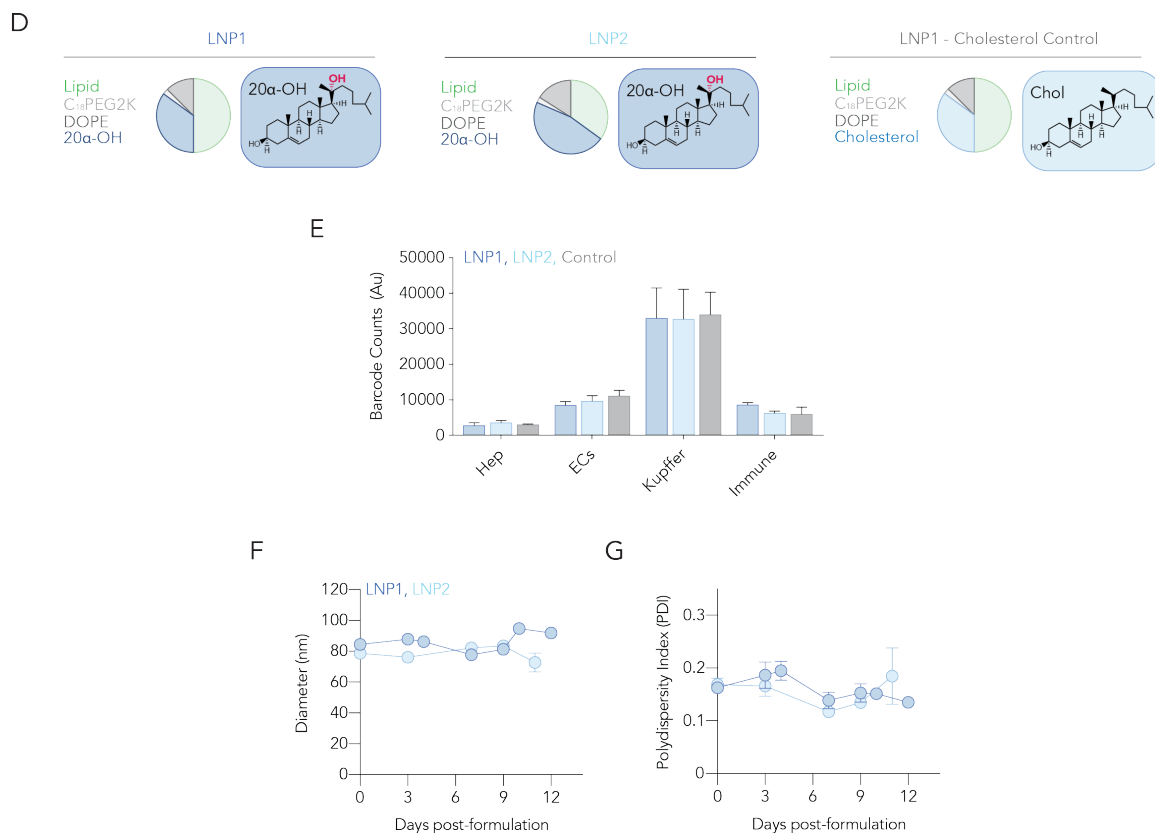 D
LNP1
Lipid
C₁₈PEG2K
DOPE
20α-OH
20α-OH
OH
H
H
H
H
HO
H
LNP2
Lipid
C₁₈PEG2K
DOPE
20α-OH
20α-OH
OH
H
H
H
H
HO
H
LNP1 - Cholesterol Control
Lipid
C₁₈PEG2K
DOPE
Cholesterol
Chol
H
H
H
H
HO
H
E
LNP1, LNP2, Control
Barcode Counts (Au)
50000
40000
30000
20000
10000
0
Hep
ECs
Kupffer
Immune
F
LNP1, LNP2
Diameter (nm)
120
100
80
60
40
20
0
0 3 6 9 12
Days post-formulation
G
Polydispersity Index (PDI)
0.3
0.2
0.1
0
0 3 6 9 12
Days post-formulation